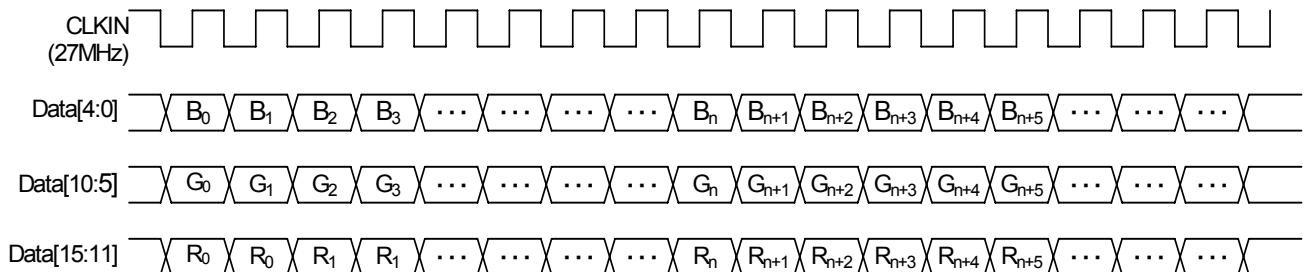 CLKIN
(27MHz)
Data[4:0] B0 B1 B2 B3 ... ... ... ... Bn Bn+1 Bn+2 Bn+3 Bn+4 Bn+5 ... ... ...
Data[10:5] G0 G1 G2 G3 ... ... ... ... Gn Gn+1 Gn+2 Gn+3 Gn+4 Gn+5 ... ... ...
Data[15:11] R0 R0 R1 R1 ... ... ... ... Rn Rn+1 Rn+2 Rn+3 Rn+4 Rn+5 ... ... ...